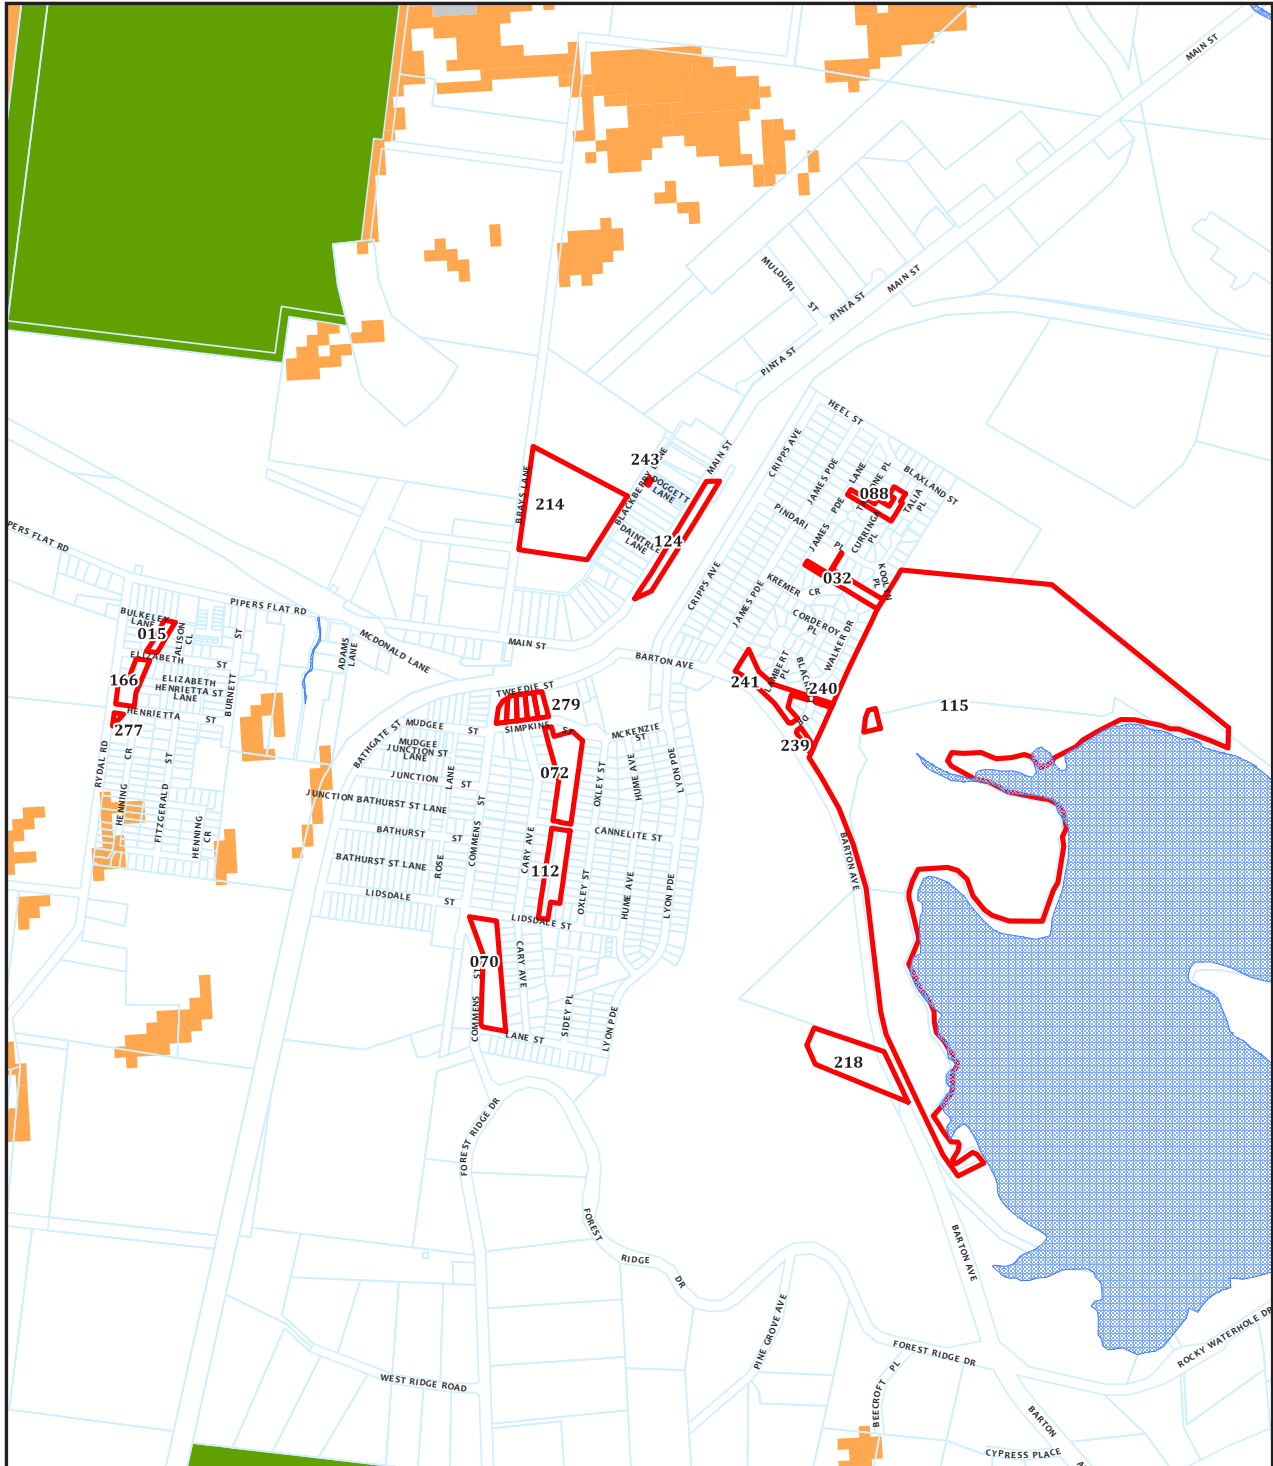 MAIN ST
MULDURI ST
PINTA ST
MAIN ST
PINTA ST
HEEL ST
CRIPPS AVE
JAMES PDE
LANE
BLAXLAND ST
TALIA PL
088
243
MAIN ST
BLACKBERRY LANE
DOGGETT LANE
BRAYS LANE
214
DAINTREE LANE
124
PINDARI PL
JAMES PDE
CURRINGA PL
KOOLEN PL
032
KREMER CR
CRIPPS AVE
JAMES PDE
CORDEROY PL
WALKER DR
PERS FLAT RD
PIPERS FLAT RD
BULKELEY LANE
015
ALISON CL
ST
ADAMS LANE
MCDONALD LANE
MAIN ST
BARTON AVE
ELIZABETH ST
166
ELIZABETH
HENRIETTA ST LANE
BURNETT
HENRIETTA ST
277
241
LAMBERT PL
240
239
DR
115
TWEEDIE ST
279
SIMPKINS ST
MCKENZIE ST
BATHGATE ST
MUDGEE ST
MUDGEE
JUNCTION ST
LANE
JUNCTION ST
LANE
072
OXLEY ST
HUME AVE
LYON PDE
RYDAL RD
HENNING CR
FITZGERALD ST
HENNING CR
JUNCTION BATHURST ST LANE
BATHURST ST
BATHURST ST LANE
ROSE
COMMENS ST
CARY AVE
CANNELITE ST
112
OXLEY ST
HUME AVE
LYON PDE
BARTON AVE
LIDSDALE ST
LIDSDALE ST
070
COMMENS ST
CARY AVE
SIDEY PL
LYON PDE
LANE ST
218
FOREST RIDGE DR
FOREST RIDGE DR
BARTON AVE
PINE GROVE AVE
FOREST RIDGE DR
ROCKY WATERHOLE DR
WEST RIDGE ROAD
BEECROFT PL
BARTON
CYPRESS PLACE